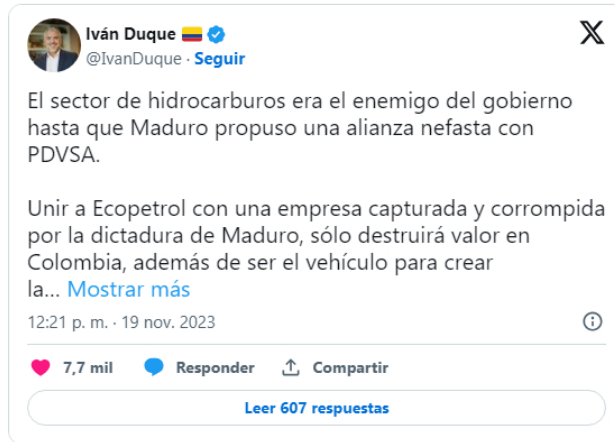 Iván Duque
@IvanDuque · Seguir
El sector de hidrocarburos era el enemigo del gobierno
hasta que Maduro propuso una alianza nefasta con
PDVSA.
Unir a Ecopetrol con una empresa capturada y corrompida
por la dictadura de Maduro, sólo destruirá valor en
Colombia, además de ser el vehículo para crear
la... Mostrar más
12:21 p. m. · 19 nov. 2023
7,7 mil Responder Compartir
Leer 607 respuestas